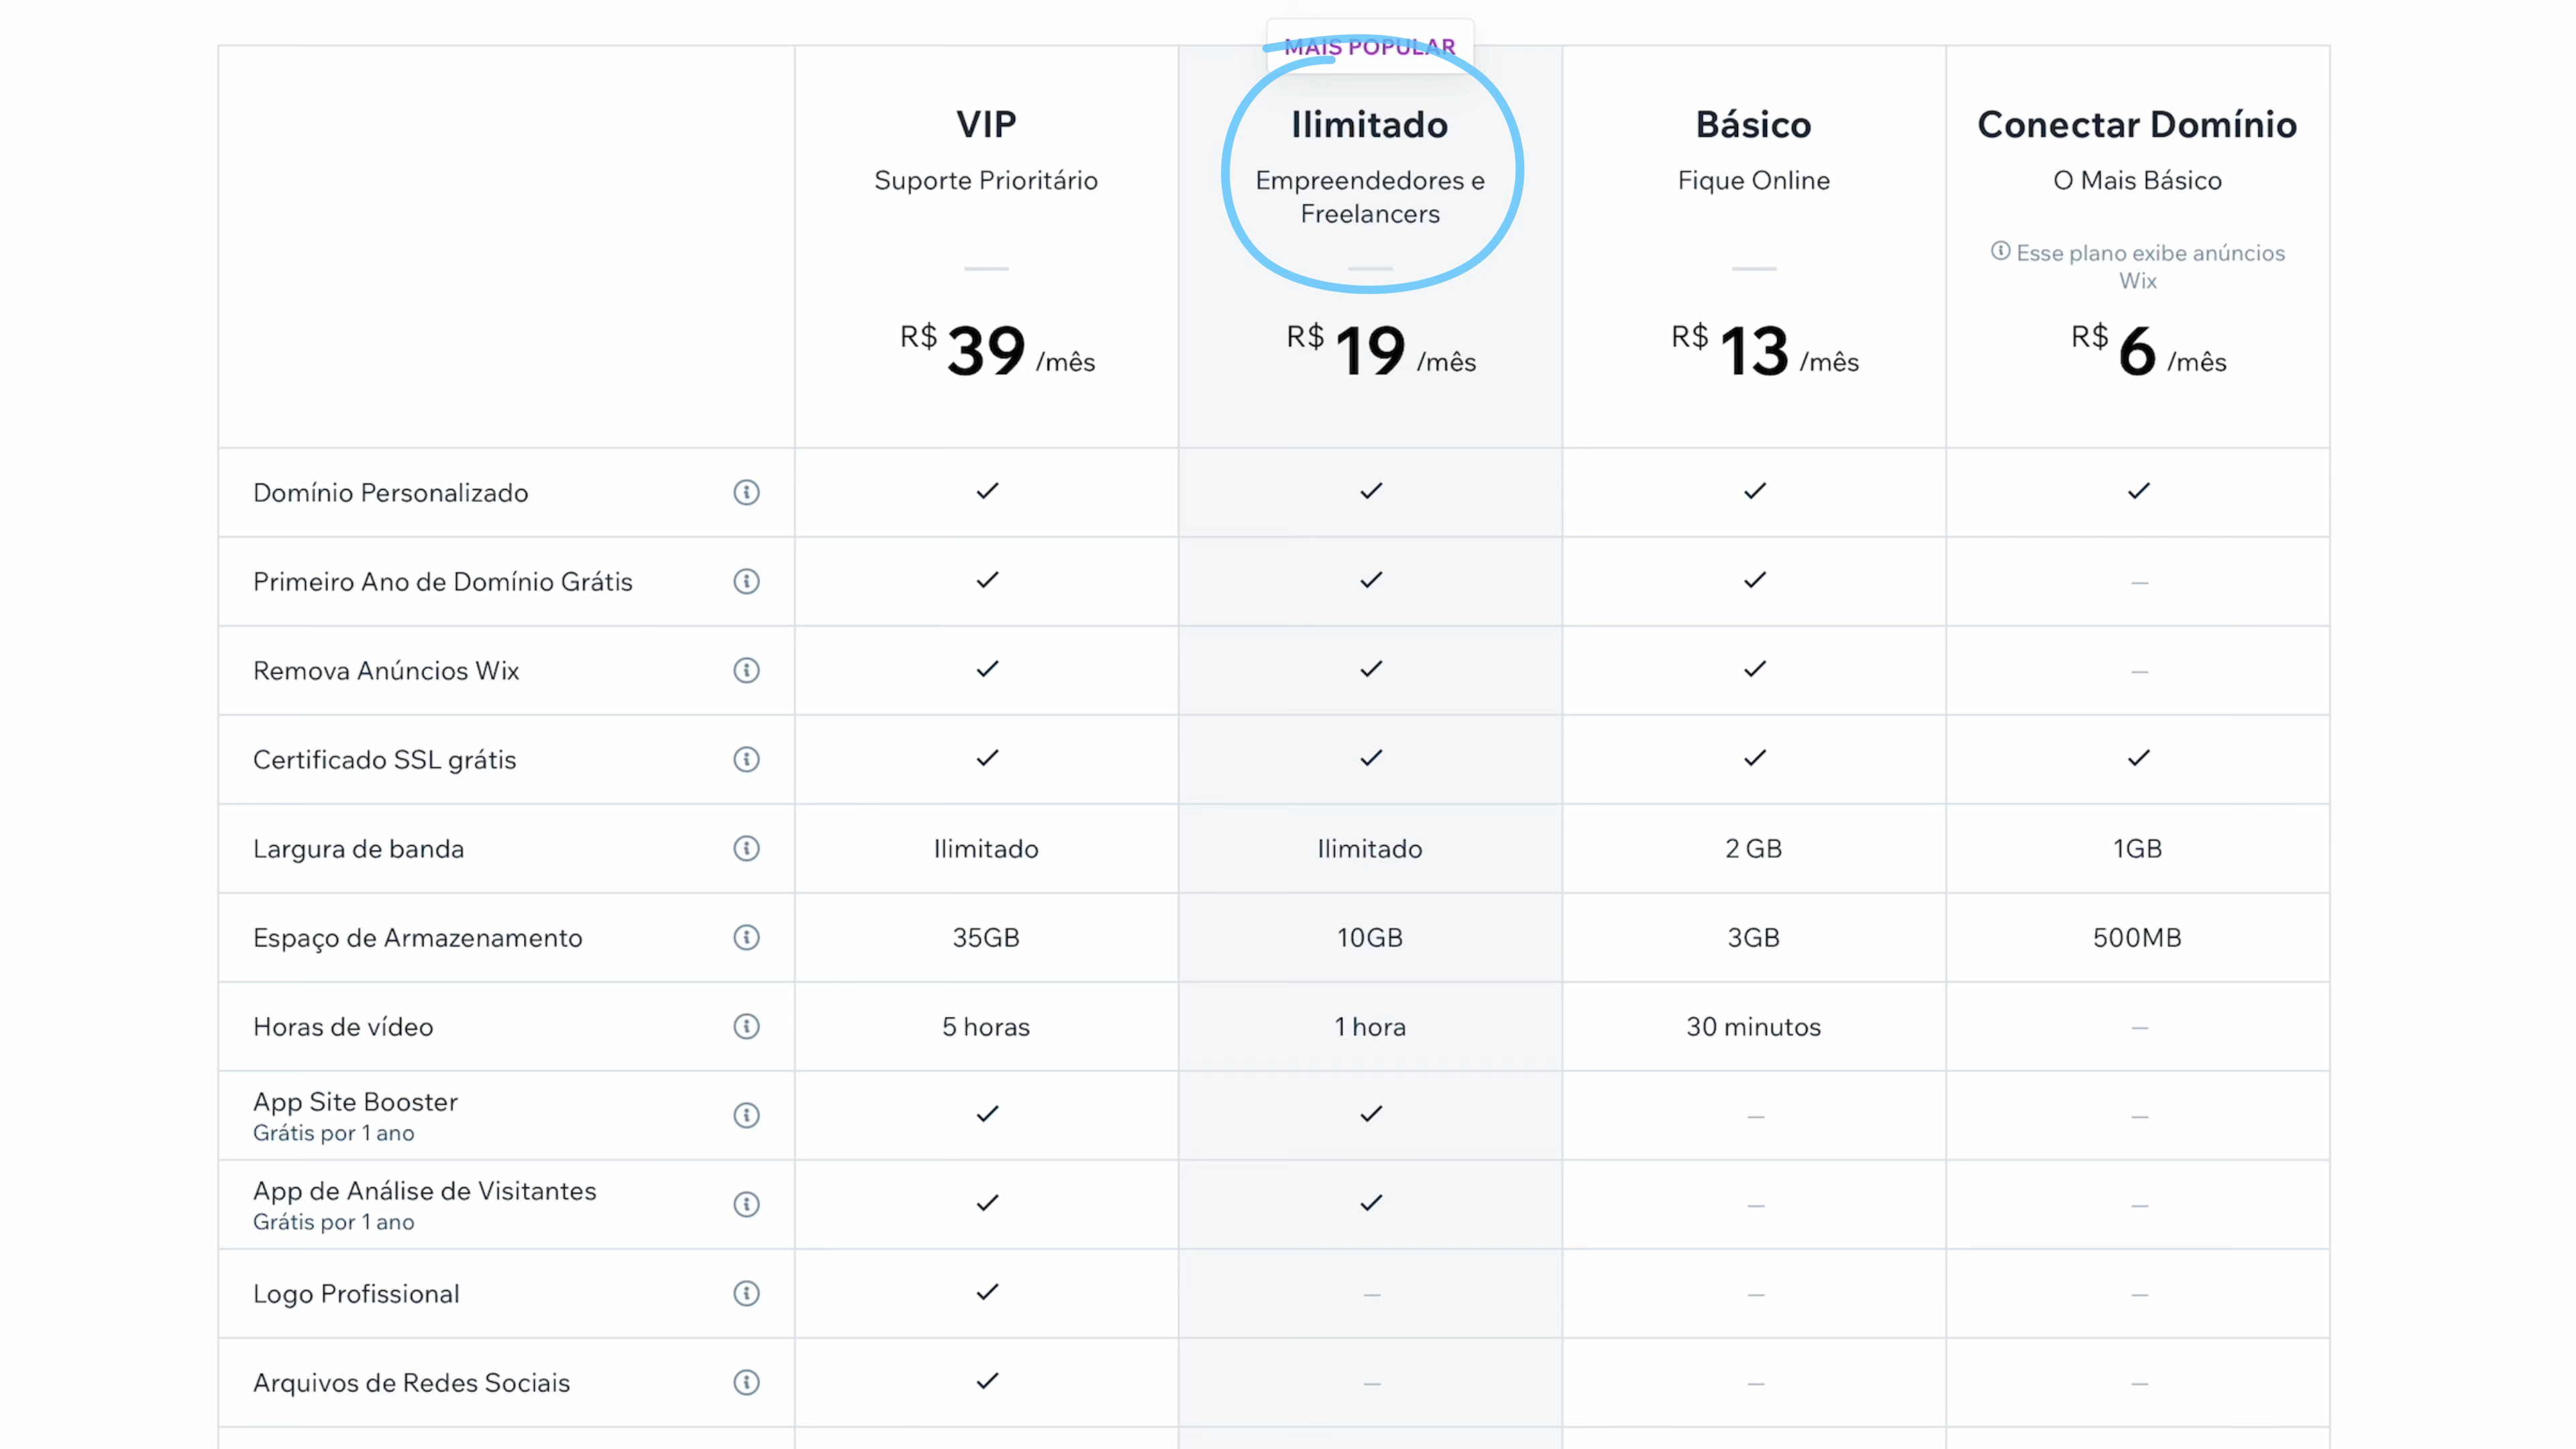 MAIS POPULAR
VIP
Suporte Prioritário
R$ 39 /mês
Ilimitado
Empreendedores e
Freelancers
R$ 19 /mês
Básico
Fique Online
R$ 13 /mês
Conectar Domínio
O Mais Básico
Esse plano exibe anúncios
Wix
R$ 6 /mês
Domínio Personalizado
Primeiro Ano de Domínio Grátis
Remova Anúncios Wix
Certificado SSL grátis
Largura de banda Ilimitado Ilimitado 2 GB 1GB
Espaço de Armazenamento 35GB 10GB 3GB 500MB
Horas de vídeo 5 horas 1 hora 30 minutos
App Site Booster
Grátis por 1 ano
App de Análise de Visitantes
Grátis por 1 ano
Logo Profissional
Arquivos de Redes Sociais